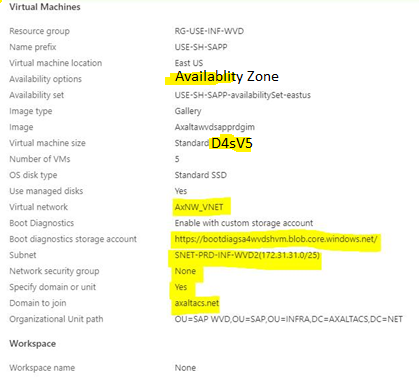 Virtual Machines
Resource group RG-USE-INF-WVD
Name prefix USE-SH-SAPP
Virtual machine location East US
Availability options Availablity Zone
Availability set USE-SH-SAPP-availabilitySet-eastus
Image type Gallery
Image Axaltawvdsapprdgim
Virtual machine size Standard D4sV5
Number of VMs 5
OS disk type Standard SSD
Use managed disks Yes
Virtual network AxNW_VNET
Boot Diagnostics Enable with custom storage account
Boot diagnostics storage account https://bootdiagsa4wvdshvm.blob.core.windows.net/
Subnet SNET-PRD-INF-WVD2(172.31.31.0/25)
Network security group None
Specify domain or unit Yes
Domain to join axaltacs.net
Organizational Unit path OU=SAP WVD,OU=SAP,OU=INFRA,DC=AXALTACS,DC=NET
Workspace
Workspace name None